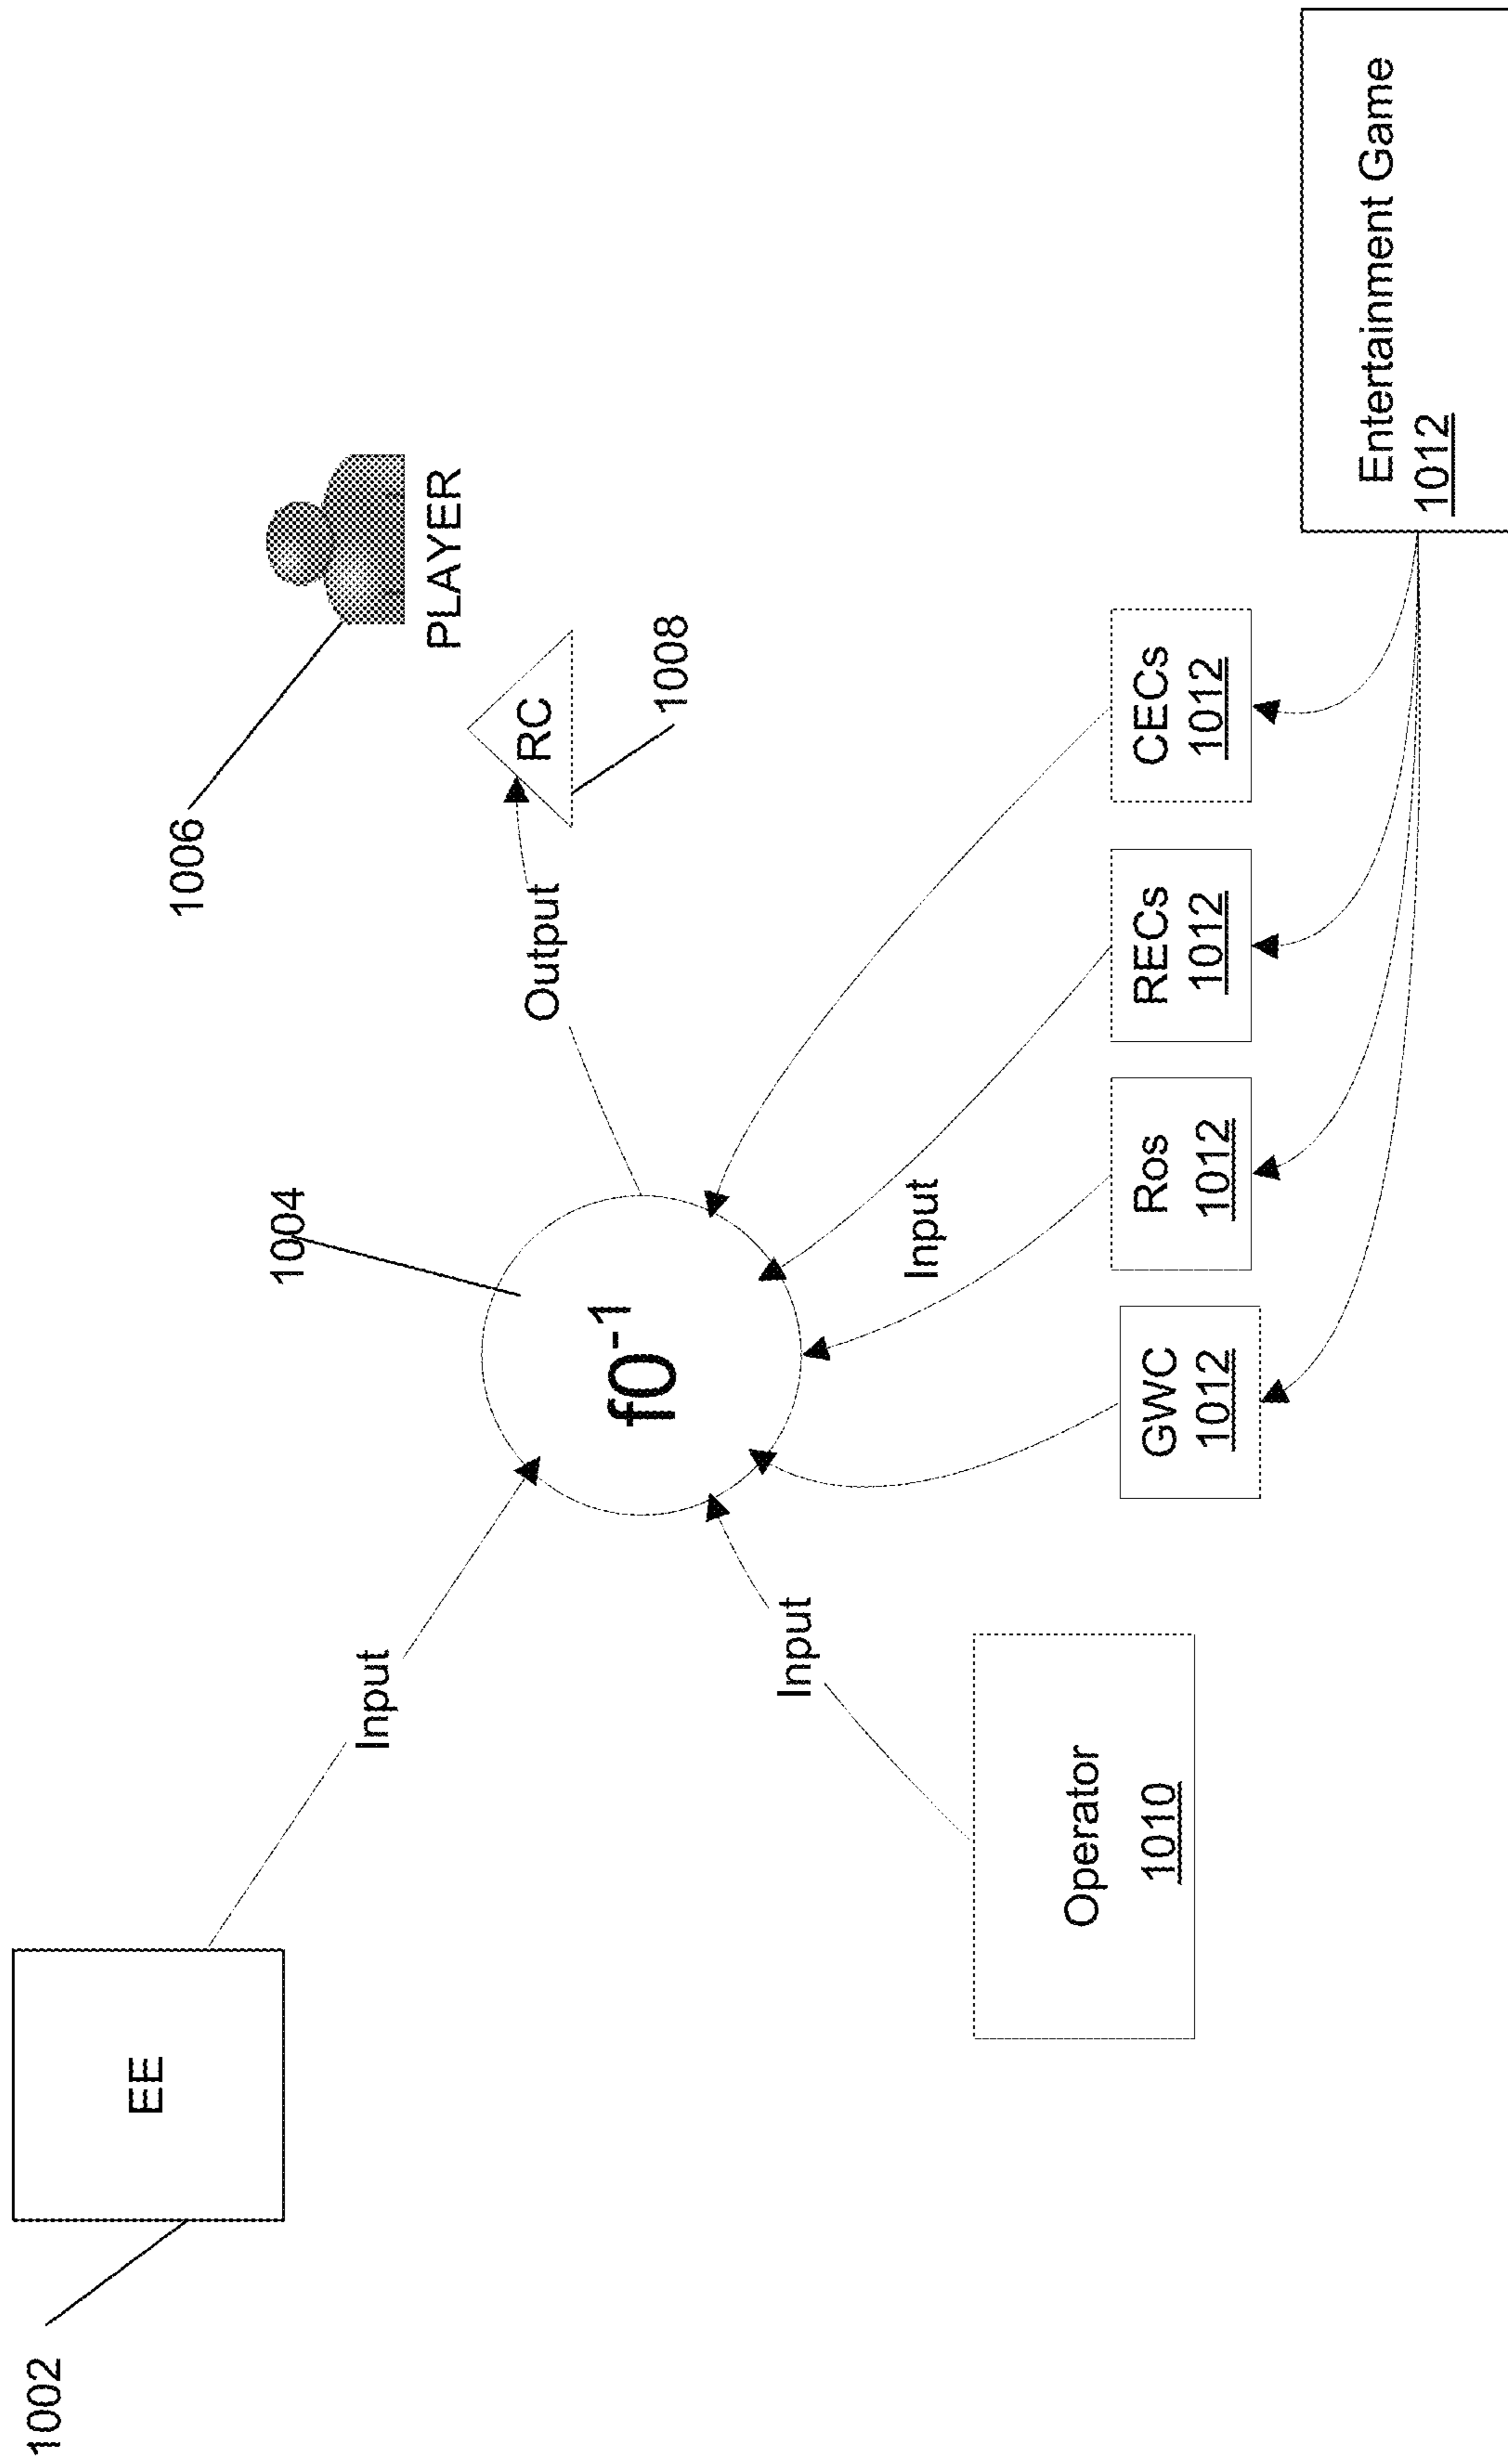 1002
EE
Input
1004
f0⁻¹
1006
PLAYER
Output
RC
1008
Input
Operator
1010
Input
GWC
1012
Ros
1012
RECs
1012
CECs
1012
Entertainment Game
1012